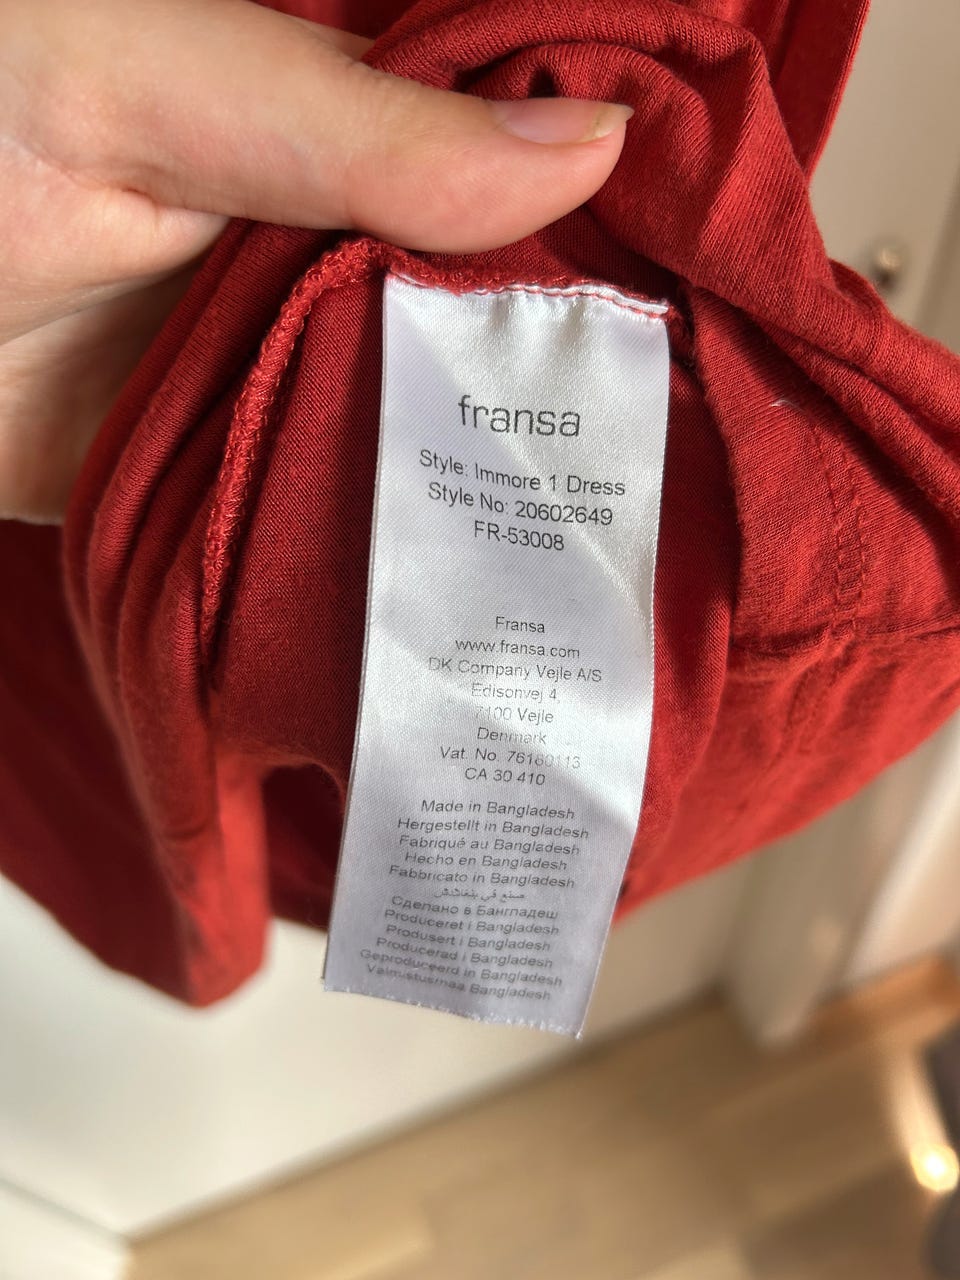 fransa
Style: Immore 1 Dress
Style No: 20602649
FR-53008
Fransa
www.fransa.com
DK Company Vejle A/S
Edisonvej 4,
7100 Vejle
Denmark
Vat. No. 76180113
CA 30 410
Made in Bangladesh
Hergestellt in Bangladesh
Fabriqué au Bangladesh
Hecho en Bangladesh
Fabbricato in Bangladesh
صنع في
Сделано в Бангладеш
Produceret i Bangladesh
Produsert i Bangladesh
Producerad i Bangladesh
Geproduceerd in Bangladesh
Valmistusmaa Bangladesh